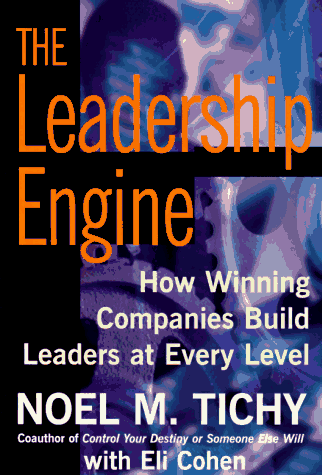 THE
Leadership
Engine
How Winning
Companies Build
Leaders at Every Level
NOEL M. TICHY
Coauthor of Control Your Destiny or Someone Else Will
with Eli Cohen